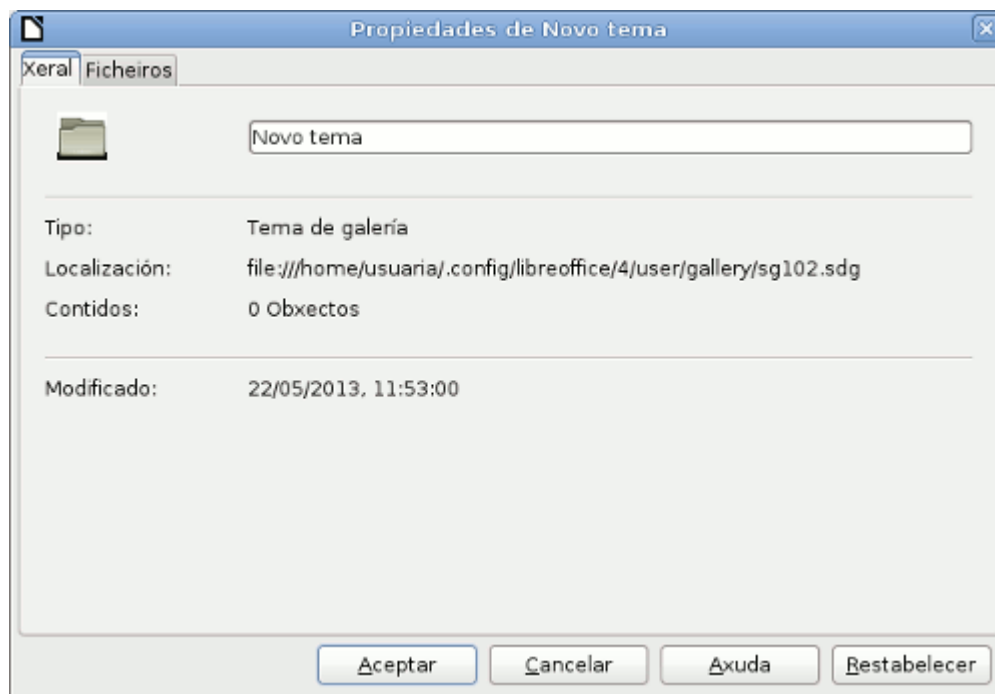 Propiedades de Novo tema
Xeral Ficheiros
Novo tema
Tipo: Tema de galería
Localización: file:///home/usuaria/.config/libreoffice/4/user/gallery/sg102.sdg
Contidos: 0 Obxectos
Modificado: 22/05/2013, 11:53:00
Aceptar Cancelar Axuda Restabelecer